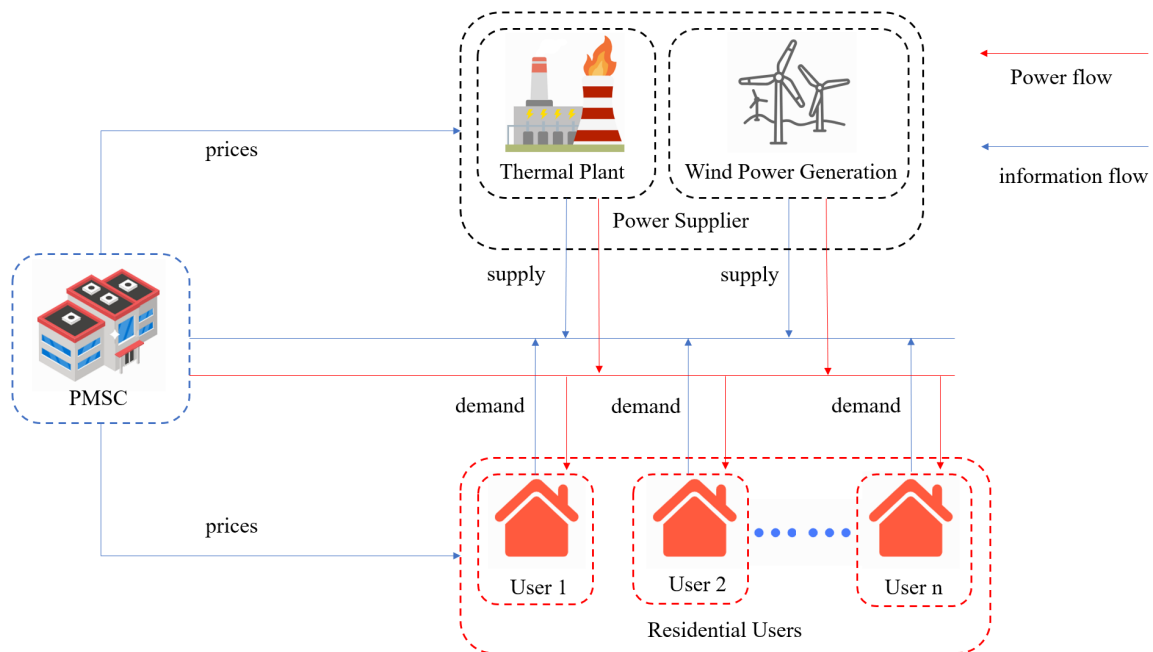 Power flow
prices
Thermal Plant
Wind Power Generation
information flow
Power Supplier
supply
supply
PMSC
demand
demand
demand
prices
User 1
User 2
User n
Residential Users